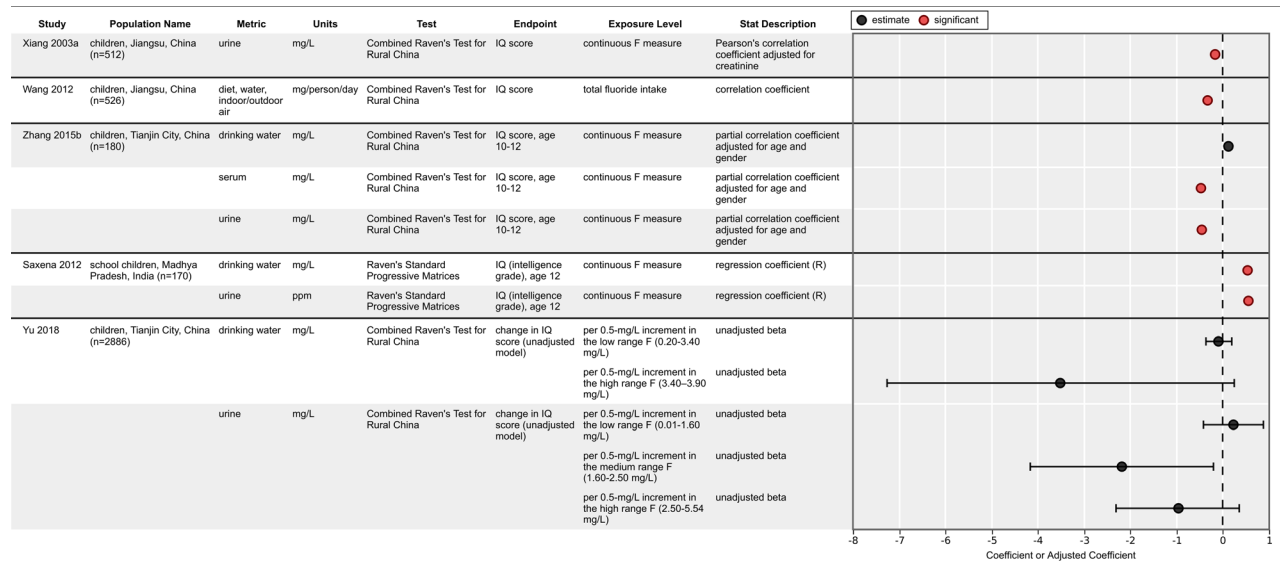 Study Population Name Metric Units Test Endpoint Exposure Level Stat Description
estimate significant
Xiang 2003a children, Jiangsu, China urine mg/L Combined Raven's Test for IQ score continuous F measure Pearson's correlation
(n=512) Rural China coefficient adjusted for
creatinine
Wang 2012 children, Jiangsu, China diet, water, mg/person/day Combined Raven's Test for IQ score total fluoride intake correlation coefficient
(n=526) indoor/outdoor Rural China
air
Zhang 2015b children, Tianjin City, China drinking water mg/L Combined Raven's Test for IQ score, age continuous F measure partial correlation coefficient
(n=180) Rural China 10-12 adjusted for age and
gender
serum mg/L Combined Raven's Test for IQ score, age continuous F measure partial correlation coefficient
Rural China 10-12 adjusted for age and
gender
urine mg/L Combined Raven's Test for IQ score, age continuous F measure partial correlation coefficient
Rural China 10-12 adjusted for age and
gender
Saxena 2012 school children, Madhya drinking water mg/L Raven's Standard IQ (intelligence continuous F measure regression coefficient (R)
Pradesh, India (n=170) Progressive Matrices grade), age 12
urine ppm Raven's Standard IQ (intelligence continuous F measure regression coefficient (R)
Progressive Matrices grade), age 12
Yu 2018 children, Tianjin City, China drinking water mg/L Combined Raven's Test for change in IQ per 0.5-mg/L increment in unadjusted beta
(n=2886) Rural China score (unadjusted the low range F (0.20-3.40
model) mg/L)
per 0.5-mg/L increment in unadjusted beta
the high range F (3.40–3.90
mg/L)
urine mg/L Combined Raven's Test for change in IQ per 0.5-mg/L increment in unadjusted beta
Rural China score (unadjusted the low range F (0.01-1.60
model) mg/L)
per 0.5-mg/L increment in unadjusted beta
the medium range F
(1.60-2.50 mg/L)
per 0.5-mg/L increment in unadjusted beta
the high range F (2.50-5.54
mg/L)
-8 -7 -6 -5 -4 -3 -2 -1 0 1
Coefficient or Adjusted Coefficient